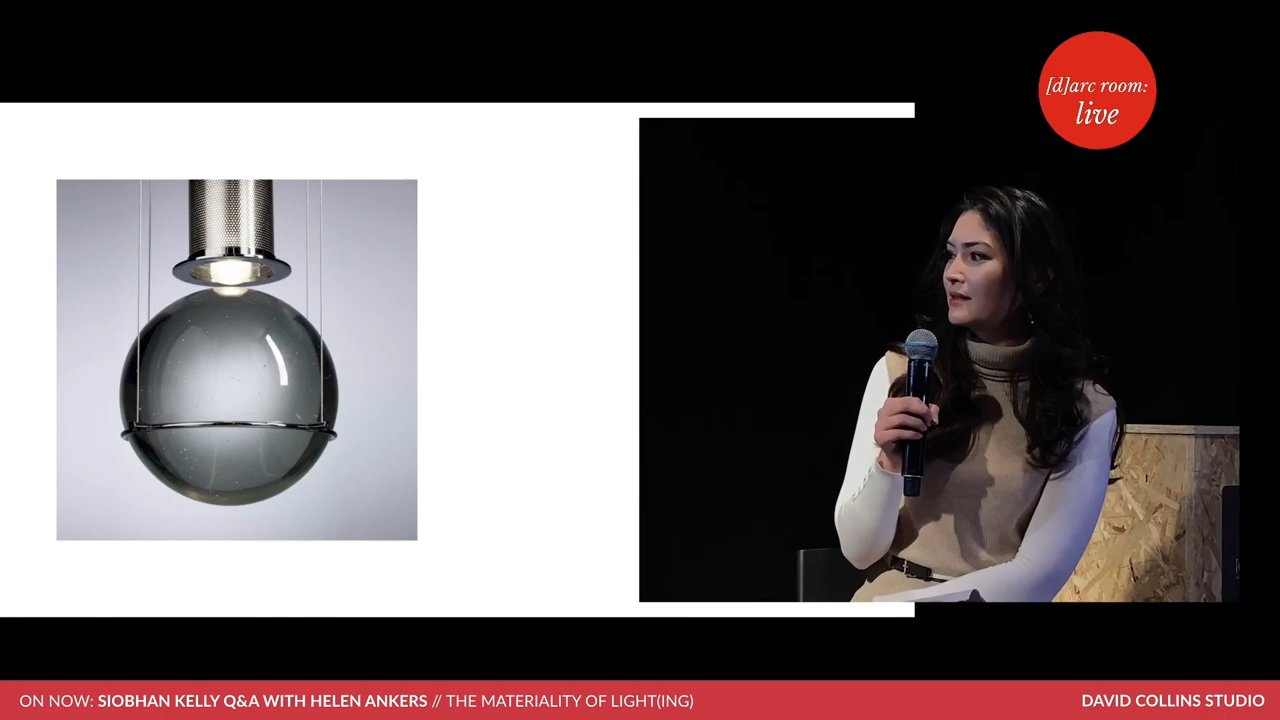 [d]arc room:
live
ON NOW: SIOBHAN KELLY Q&A WITH HELEN ANKERS // THE MATERIALITY OF LIGHT(ING)
DAVID COLLINS STUDIO